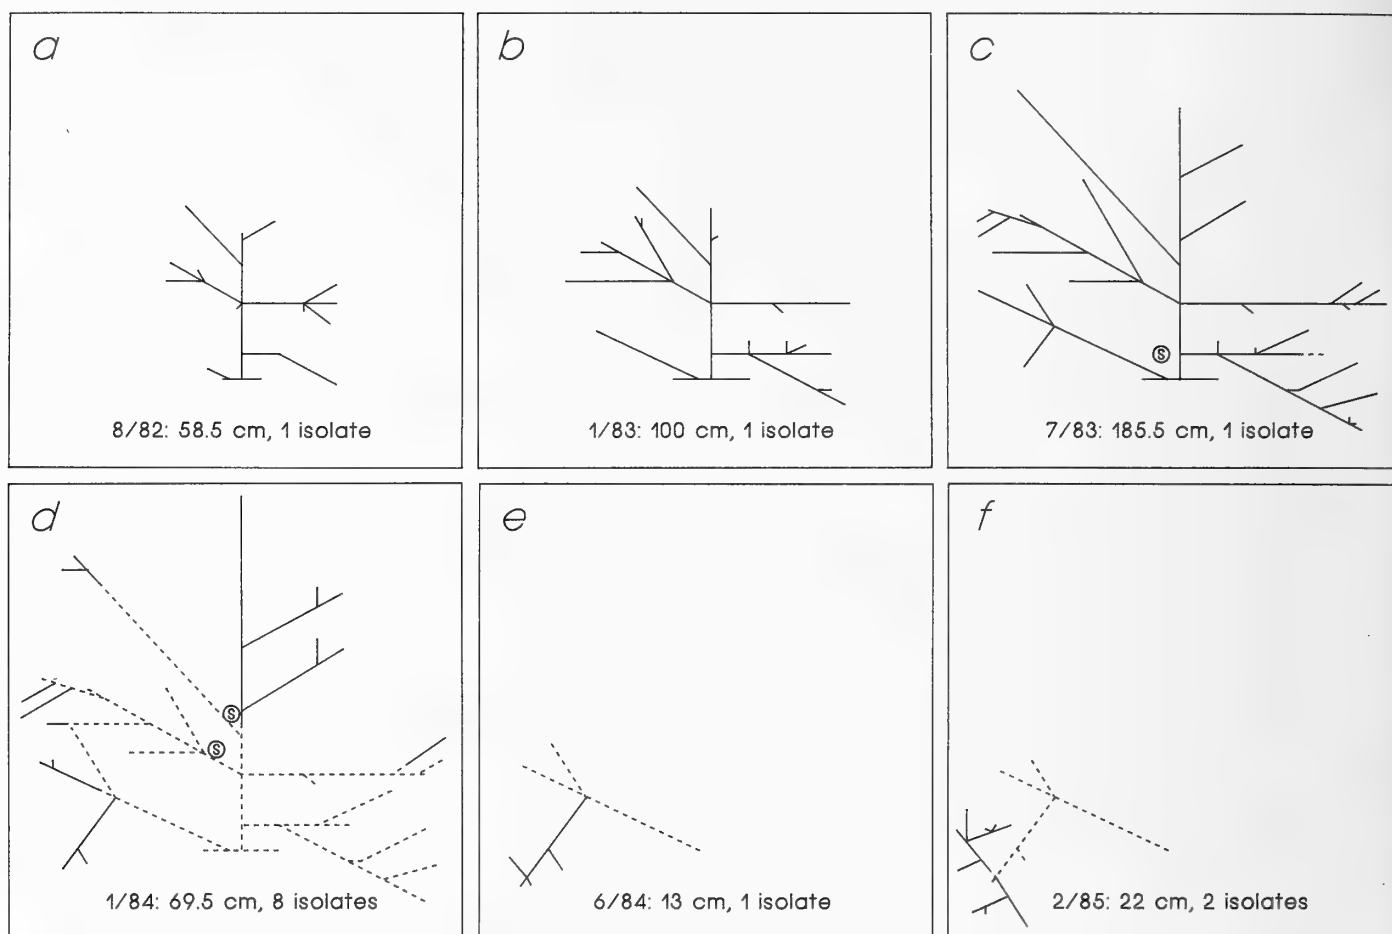 a
b
c
S
8/82: 58.5 cm, 1 isolate
1/83: 100 cm, 1 isolate
7/83: 185.5 cm, 1 isolate
d
e
f
S
S
1/84: 69.5 cm, 8 isolates
6/84: 13 cm, 1 isolate
2/85: 22 cm, 2 isolates